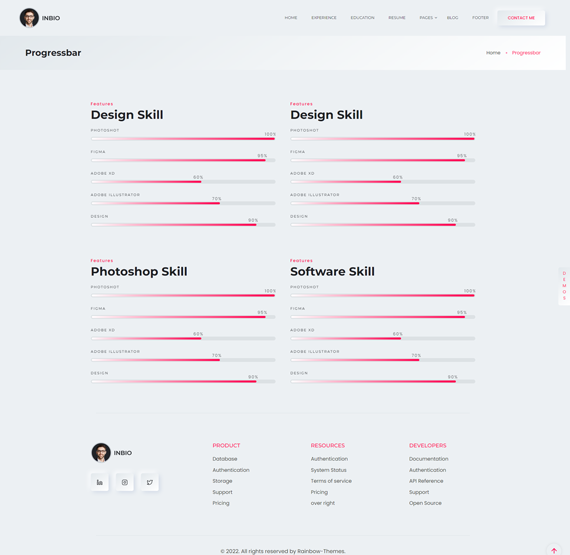 INBIO
HOME EXPERIENCE EDUCATION RESUME PAGES BLOG FOOTER CONTACT ME
Progressbar
Home Progressbar
Features
Design Skill
PHOTOSHOT
100%
FIGMA
95%
ADOBE XD
60%
ADOBE ILLUSTRATOR
70%
DESIGN
90%
Features
Design Skill
PHOTOSHOT
100%
FIGMA
95%
ADOBE XD
60%
ADOBE ILLUSTRATOR
70%
DESIGN
90%
Features
Photoshop Skill
PHOTOSHOT
100%
FIGMA
95%
ADOBE XD
60%
ADOBE ILLUSTRATOR
70%
DESIGN
90%
Features
Software Skill
PHOTOSHOT
100%
FIGMA
95%
ADOBE XD
60%
ADOBE ILLUSTRATOR
70%
DESIGN
90%
DEMOS
INBIO
PRODUCT
Database
Authentication
Storage
Support
Pricing
RESOURCES
Authentication
System Status
Terms of service
Pricing
over right
DEVELOPERS
Documentation
Authentication
API Reference
Support
Open Source
© 2022. All rights reserved by Rainbow-Themes.